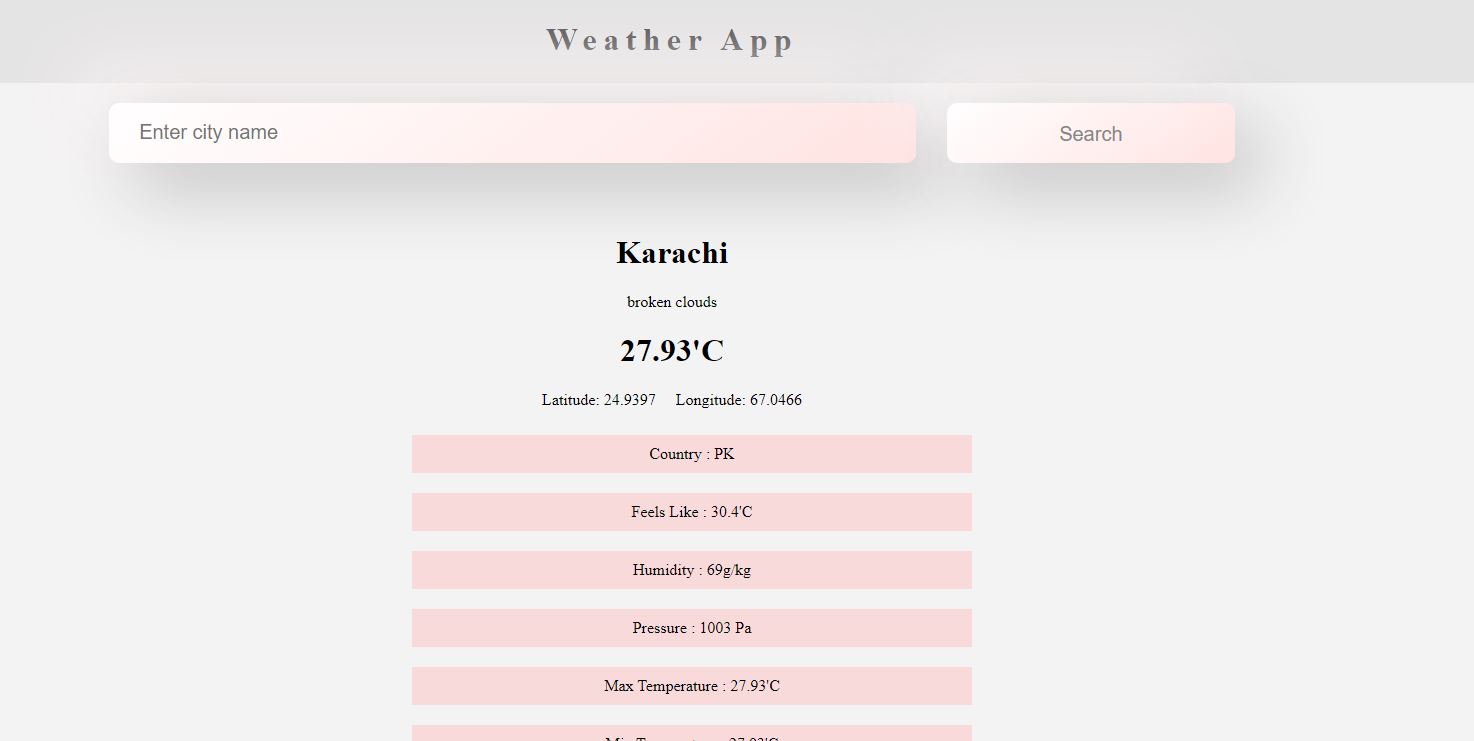 Weather App
Enter city name
Search
Karachi
broken clouds
27.93'C
Latitude: 24.9397 Longitude: 67.0466
Country : PK
Feels Like : 30.4'C
Humidity : 69g/kg
Pressure : 1003 Pa
Max Temperature : 27.93'C